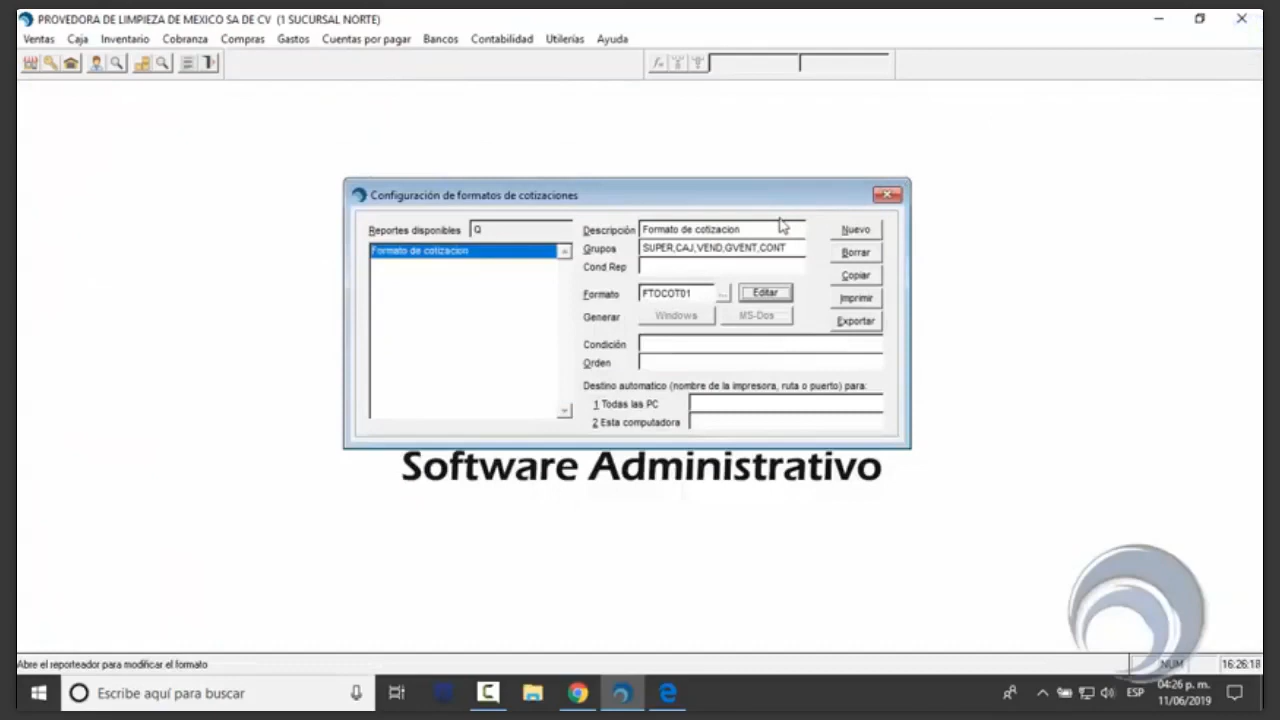 PROVEDORA DE LIMPIEZA DE MEXICO SA DE CV (1 SUCURSAL NORTE)
Ventas Caja Inventario Cobranza Compras Gastos Cuentas por pagar Bancos Contabilidad Utilerías Ayuda
Configuración de formatos de cotizaciones
Reportes disponibles Q
Formato de cotizacion
Descripción Formato de cotizacion
Grupos SUPER,CAJ,VEND,GVENT,CONT
Cond Rep
Formato FTOCOT01 ... Editar
Generar Windows MS-Dos
Condición
Orden
Destino automatico (nombre de la impresora, ruta o puerto) para:
1 Todas las PC
2 Esta computadora
Nuevo
Borrar
Copiar
Imprimir
Exportar
Software Administrativo
Abre el reporteador para modificar el formato
NUM 16:26:18
Escribe aquí para buscar
ESP
04:26 p. m.
11/06/2019